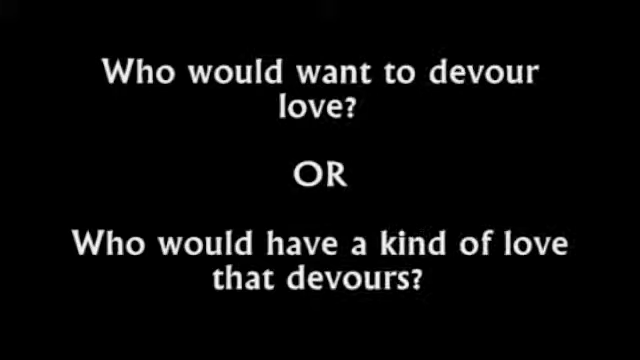 Who would want to devour
love?
OR
Who would have a kind of love
that devours?